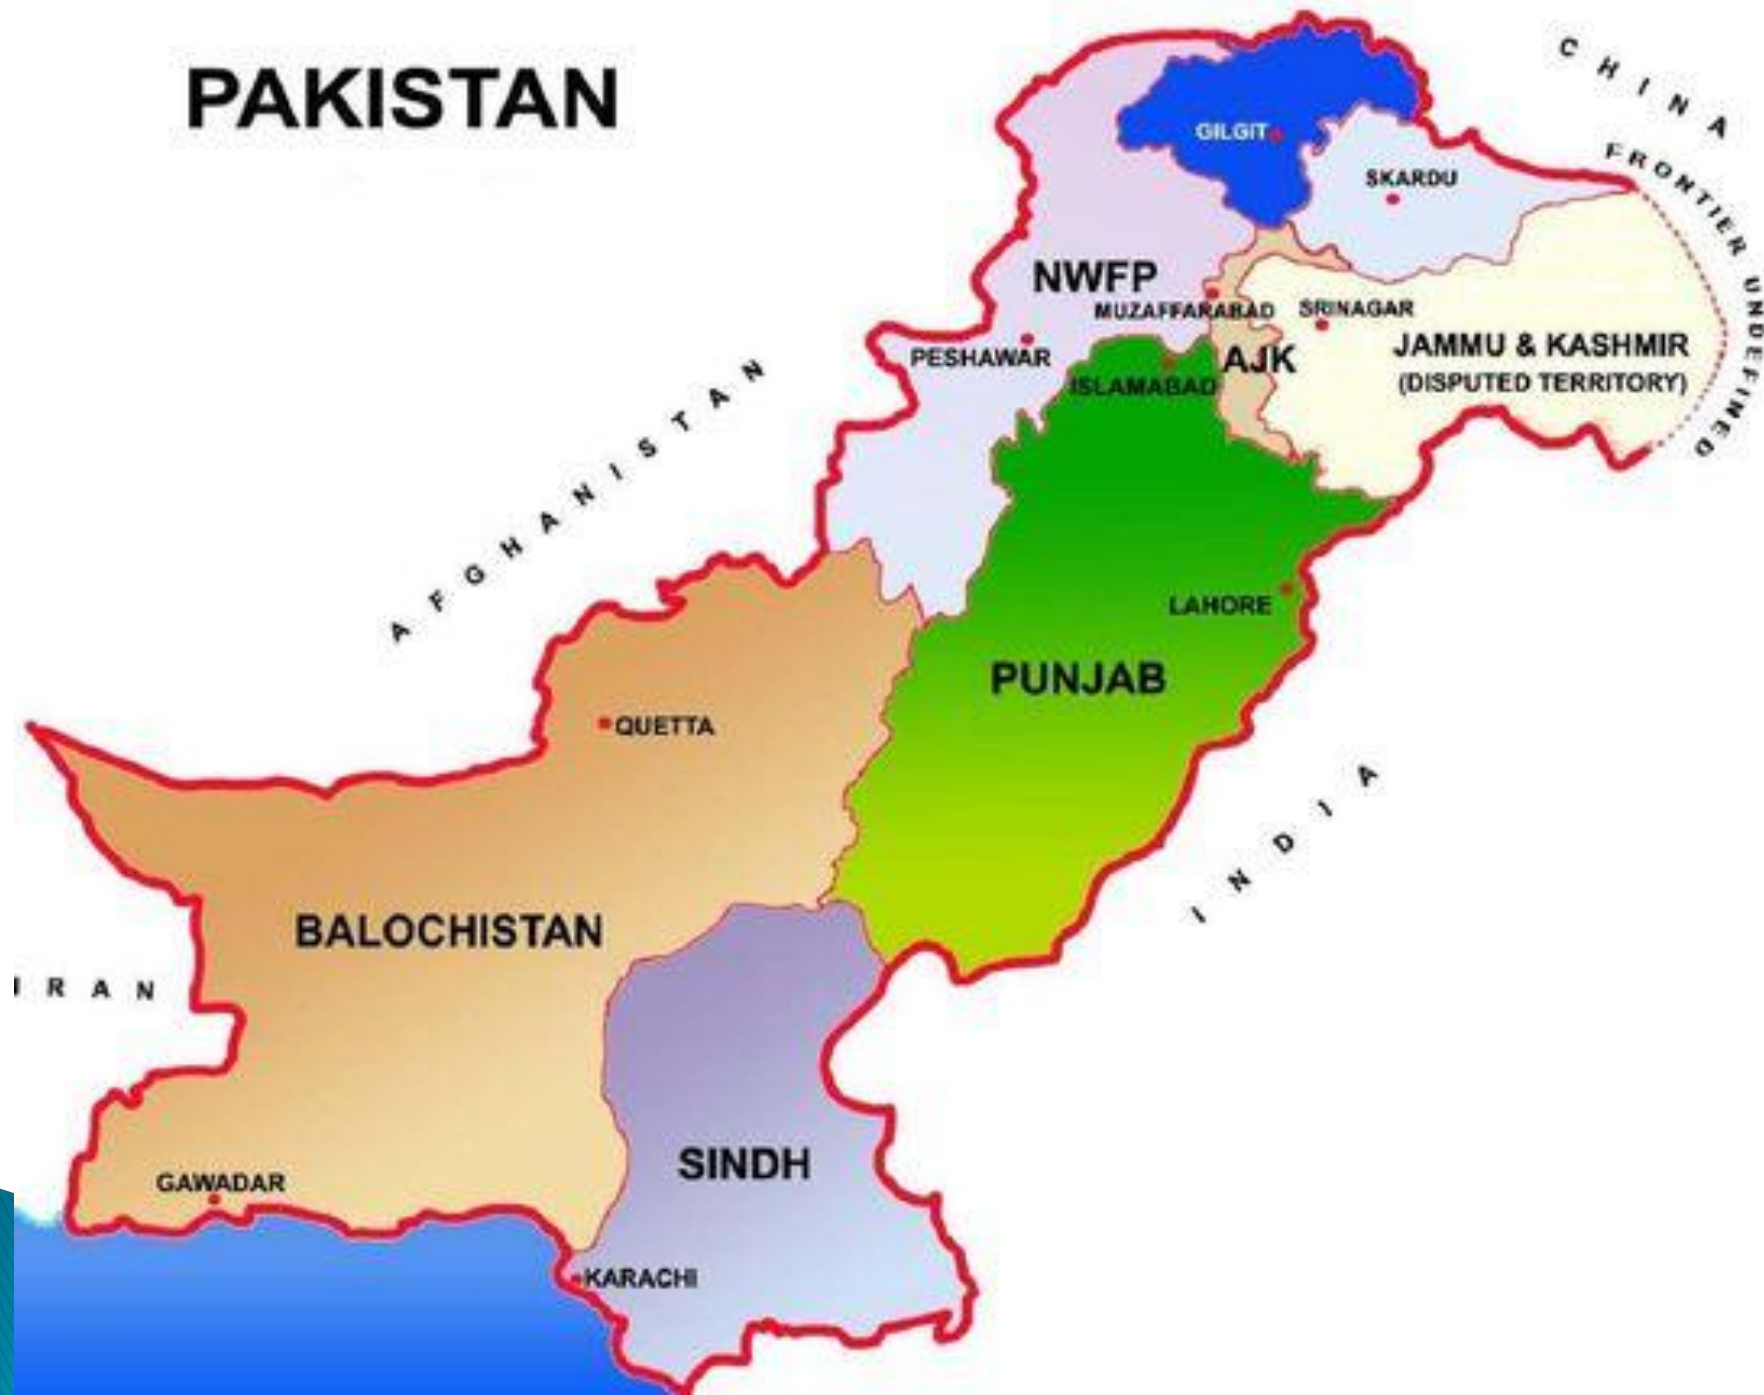 PAKISTAN
CHINA
FRONTIER UNDEFINED
GILGIT
SKARDU
NWFP
MUZAFFARABAD
SRINAGAR
JAMMU & KASHMIR
(DISPUTED TERRITORY)
PESHAWAR
AJK
ISLAMABAD
AFGHANISTAN
LAHORE
PUNJAB
QUETTA
INDIA
BALOCHISTAN
IRAN
SINDH
GAWADAR
KARACHI